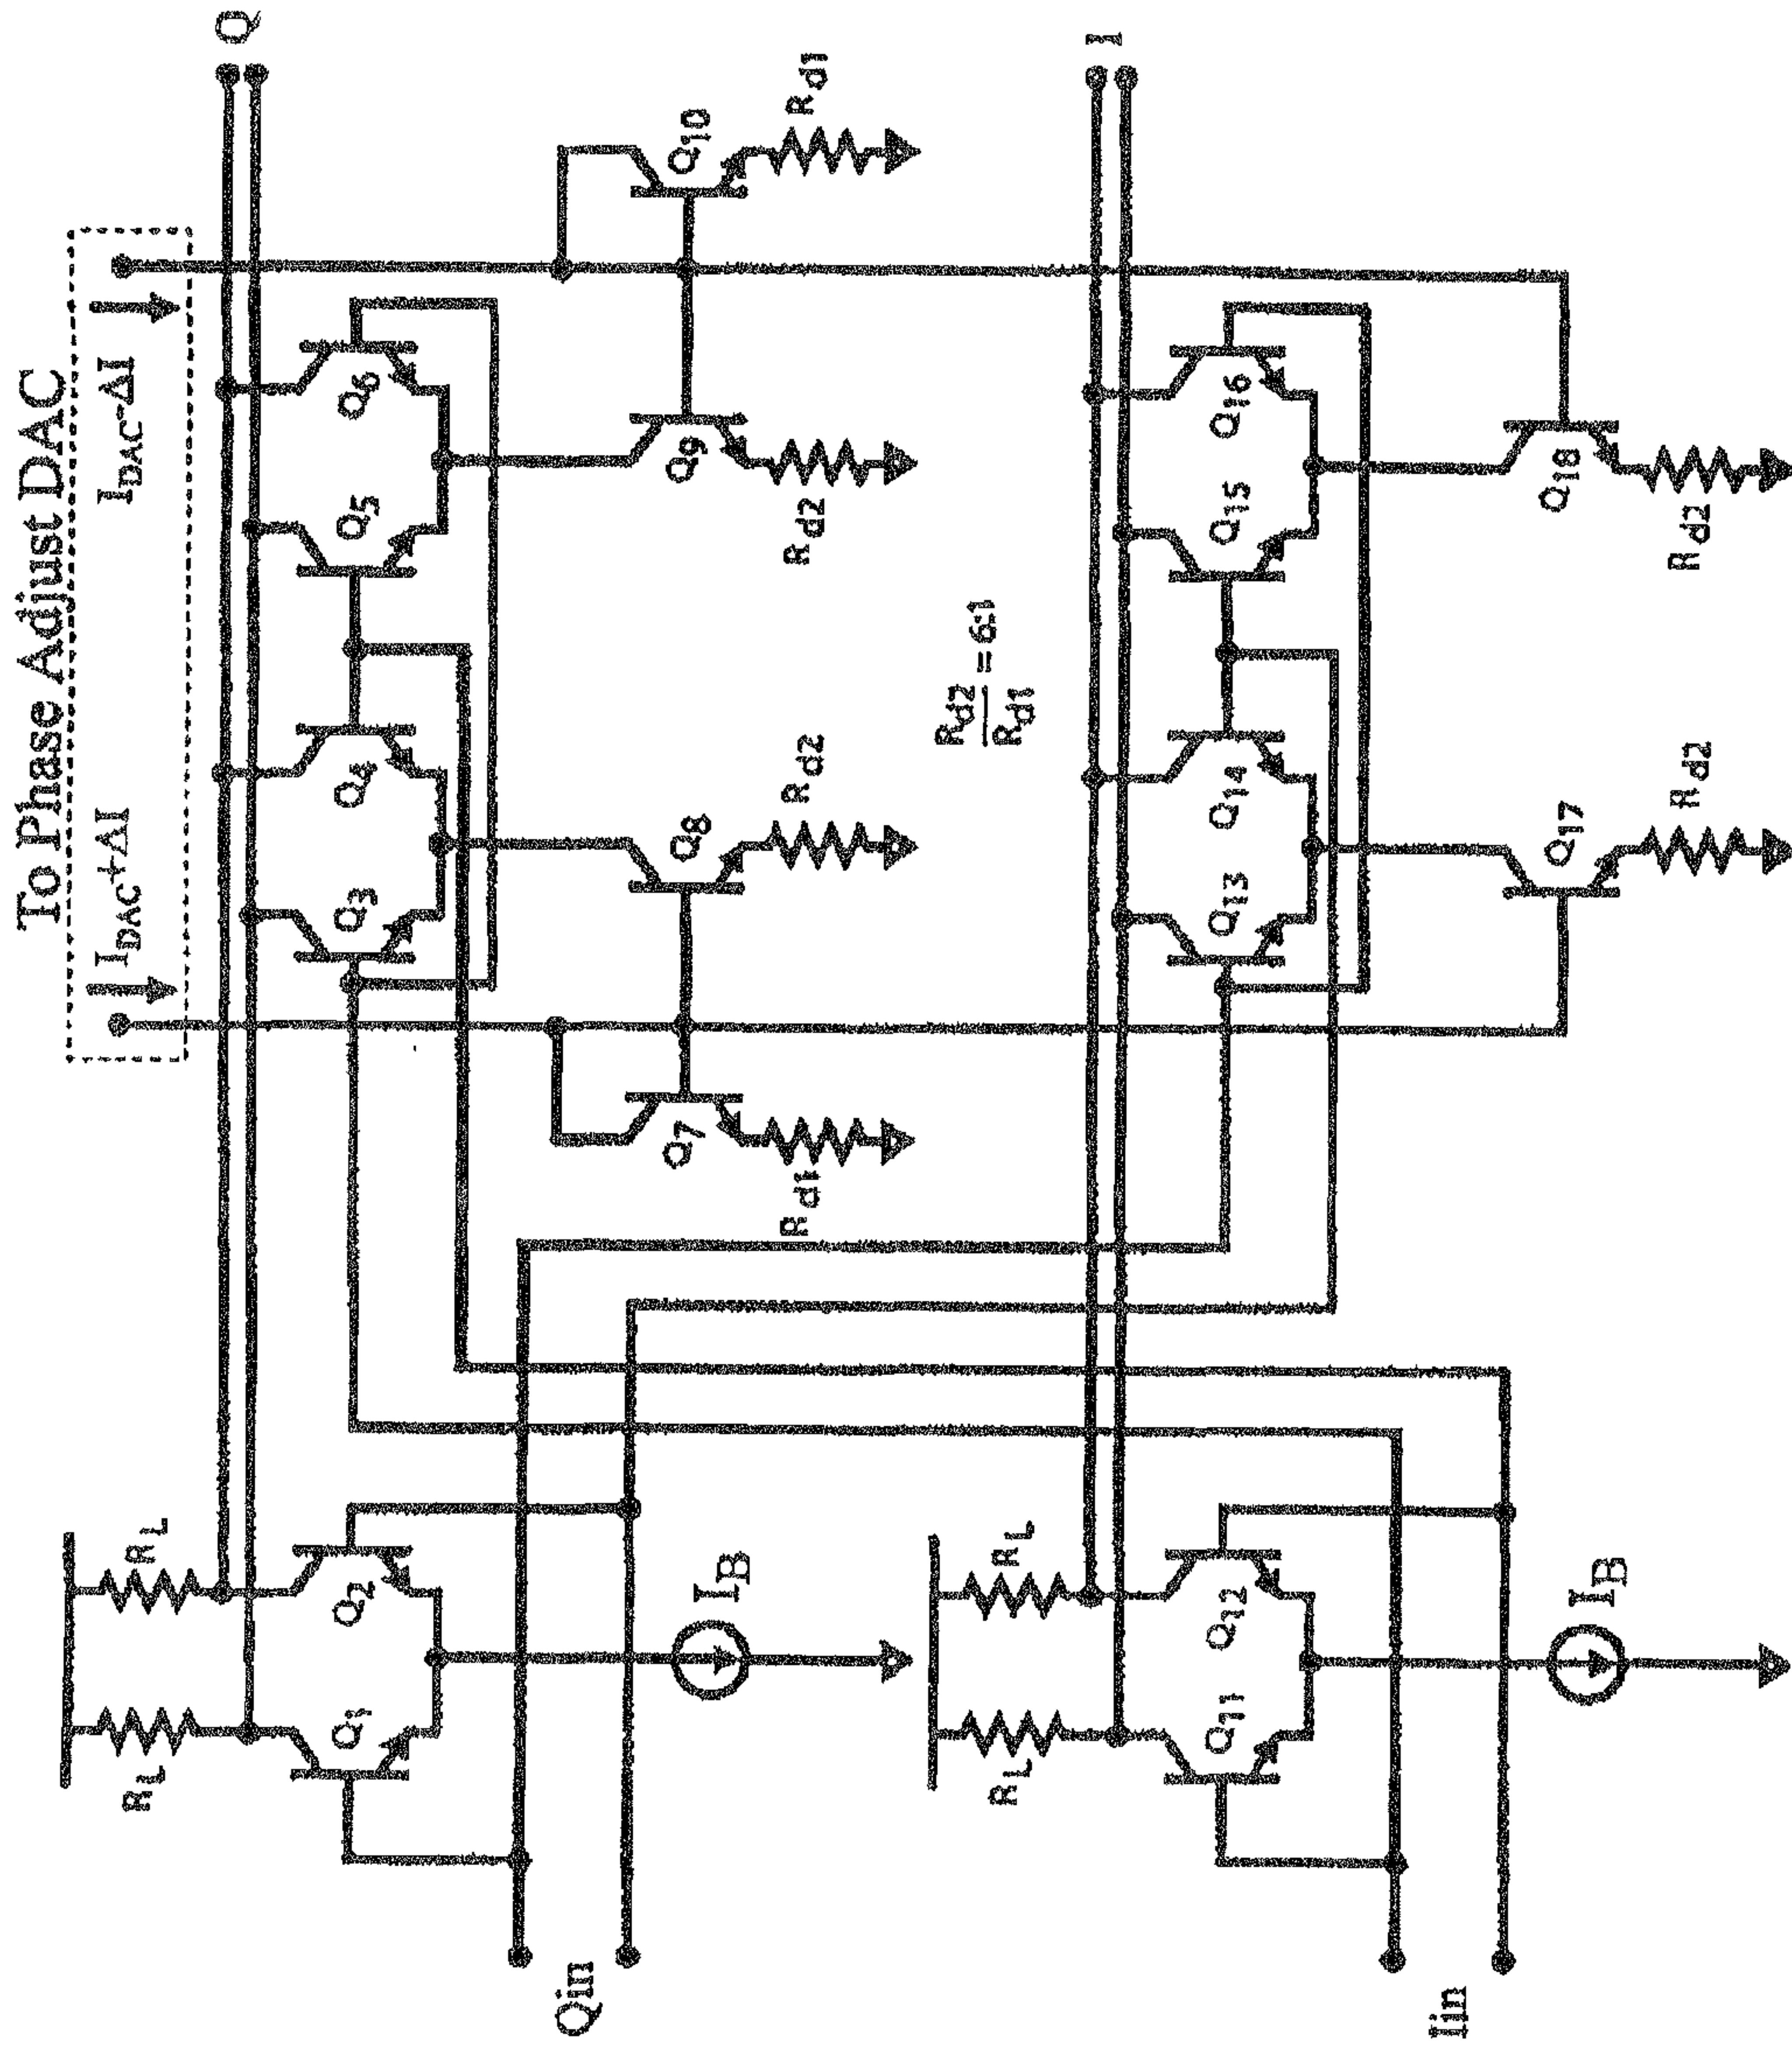 To Phase Adjust DAC
I_DAC+ΔI
I_DAC-ΔI
Q
R_L
R_L
Q1
Q2
Q3
Q4
Q5
Q6
Q7
Q8
Q9
Q10
R_d1
R_d2
R_d2
R_d1
Qin
I_B
R_d2
R_d1 = 6:1
I
R_L
R_L
Q11
Q12
Q13
Q14
Q15
Q16
Q17
Q18
R_d2
R_d2
Iin
I_B